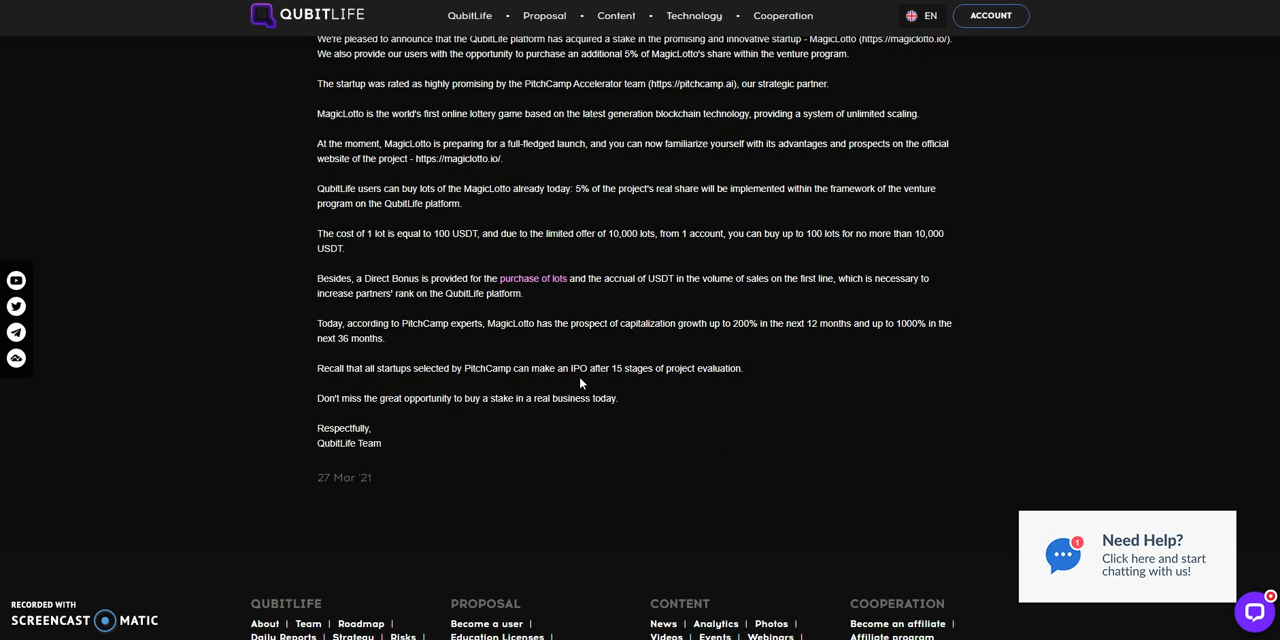 QUBITLIFE
QubitLife • Proposal • Content • Technology • Cooperation
EN
ACCOUNT
We're pleased to announce that the QubitLife platform has acquired a stake in the promising and innovative startup - MagicLotto (https://magiclotto.io/).
We also provide our users with the opportunity to purchase an additional 5% of MagicLotto's share within the venture program.
The startup was rated as highly promising by the PitchCamp Accelerator team (https://pitchcamp.ai), our strategic partner.
MagicLotto is the world's first online lottery game based on the latest generation blockchain technology, providing a system of unlimited scaling.
At the moment, MagicLotto is preparing for a full-fledged launch, and you can now familiarize yourself with its advantages and prospects on the official
website of the project - https://magiclotto.io/.
QubitLife users can buy lots of the MagicLotto already today: 5% of the project's real share will be implemented within the framework of the venture
program on the QubitLife platform.
The cost of 1 lot is equal to 100 USDT, and due to the limited offer of 10,000 lots, from 1 account, you can buy up to 100 lots for no more than 10,000
USDT.
Besides, a Direct Bonus is provided for the purchase of lots and the accrual of USDT in the volume of sales on the first line, which is necessary to
increase partners' rank on the QubitLife platform.
Today, according to PitchCamp experts, MagicLotto has the prospect of capitalization growth up to 200% in the next 12 months and up to 1000% in the
next 36 months.
Recall that all startups selected by PitchCamp can make an IPO after 15 stages of project evaluation.
Don't miss the great opportunity to buy a stake in a real business today.
Respectfully,
QubitLife Team
27 Mar '21
Need Help?
1
Click here and start
chatting with us!
QUBITLIFE
PROPOSAL
CONTENT
COOPERATION
About | Team | Roadmap |
Become a user |
News | Analytics | Photos |
Become an affiliate |
Daily Reports | Strategy | Risks |
Education Licenses |
Videos | Events | Webinars |
Affiliate program
RECORDED WITH
SCREENCAST MATIC